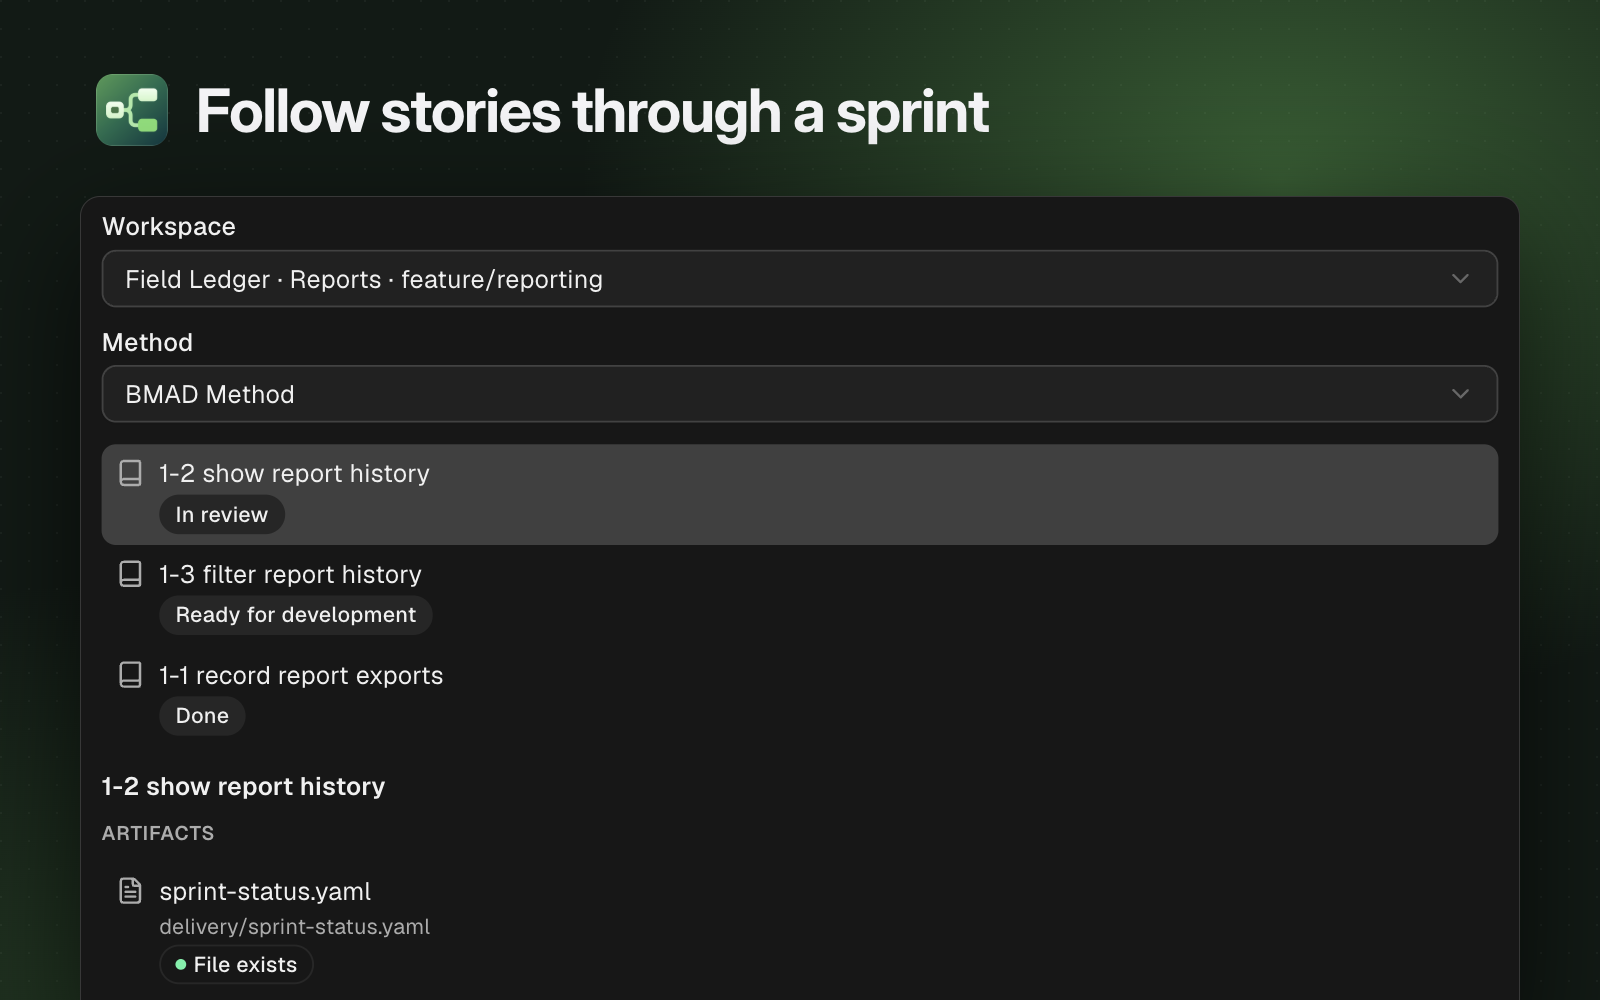 Follow stories through a sprint
Workspace
Field Ledger · Reports · feature/reporting
Method
BMAD Method
1-2 show report history
In review
1-3 filter report history
Ready for development
1-1 record report exports
Done
1-2 show report history
ARTIFACTS
sprint-status.yaml
delivery/sprint-status.yaml
File exists